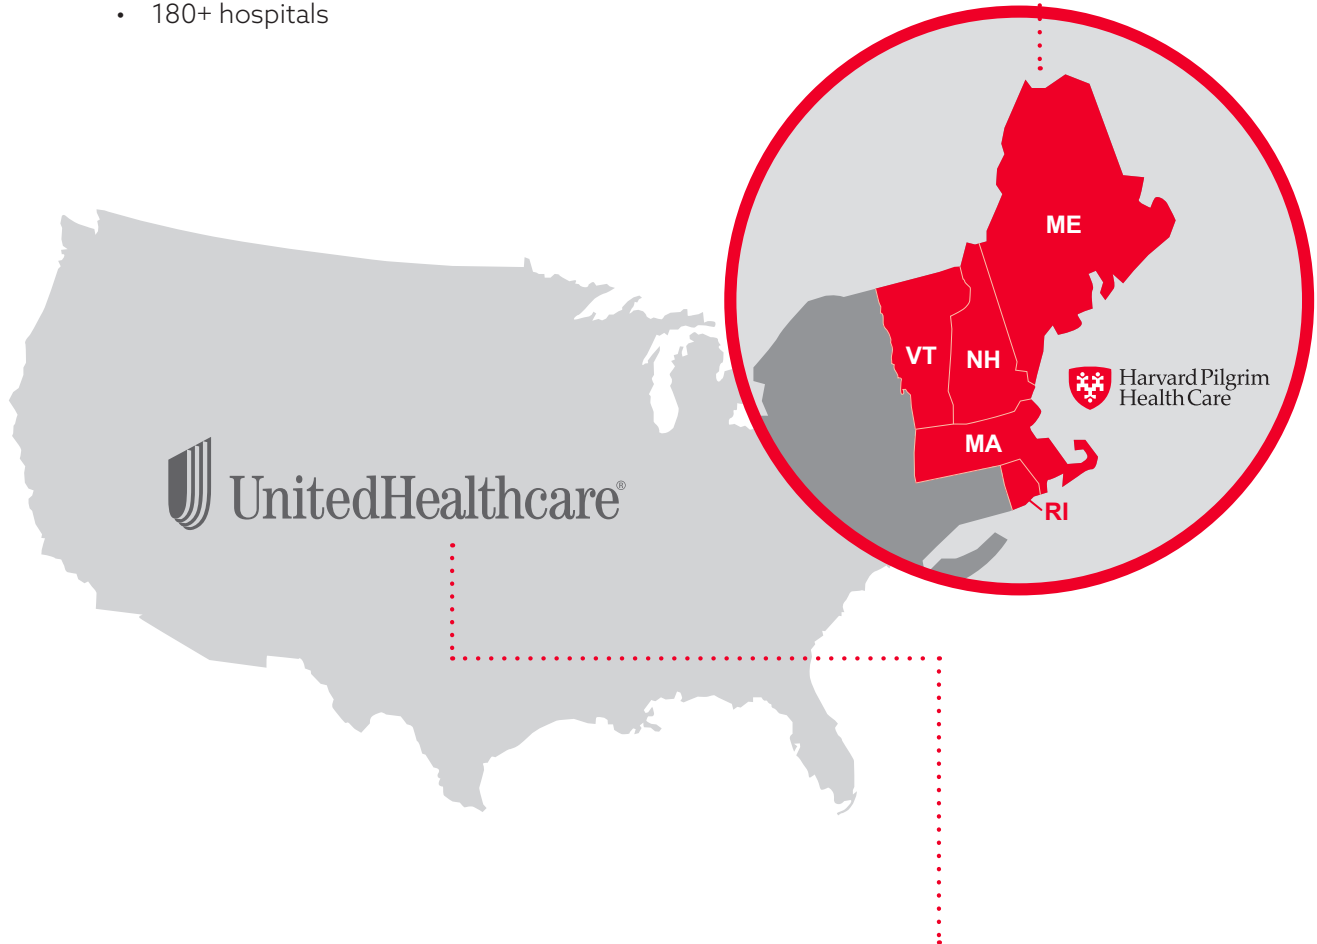 • 180+ hospitals
ME
VT
NH
Harvard Pilgrim
Health Care
MA
UnitedHealthcare®
RI